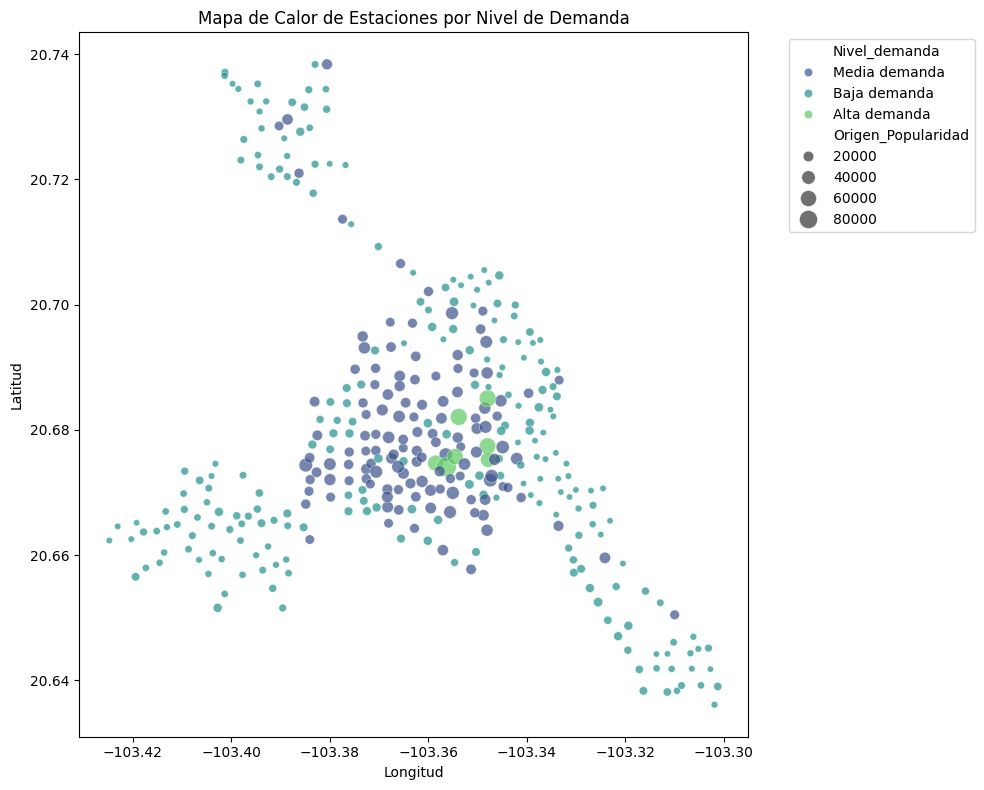 Mapa de Calor de Estaciones por Nivel de Demanda
20.74
20.72
20.70
20.68
20.66
20.64
Latitud
−103.42
−103.40
−103.38
−103.36
−103.34
−103.32
−103.30
Longitud
Nivel_demanda
Media demanda
Baja demanda
Alta demanda
Origen_Popularidad
20000
40000
60000
80000